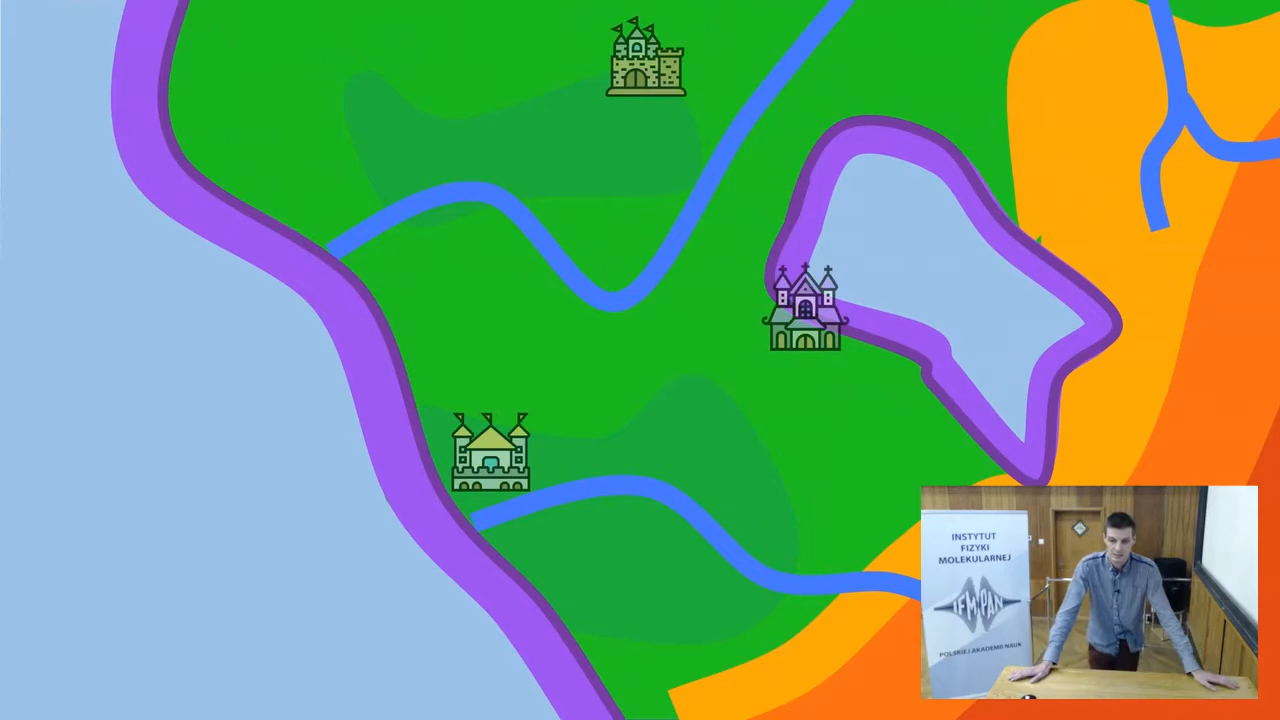 INSTYTUT
FIZYKI
MOLEKULARNEJ
IFM PAN
POLSKIEJ AKADEMII NAUK